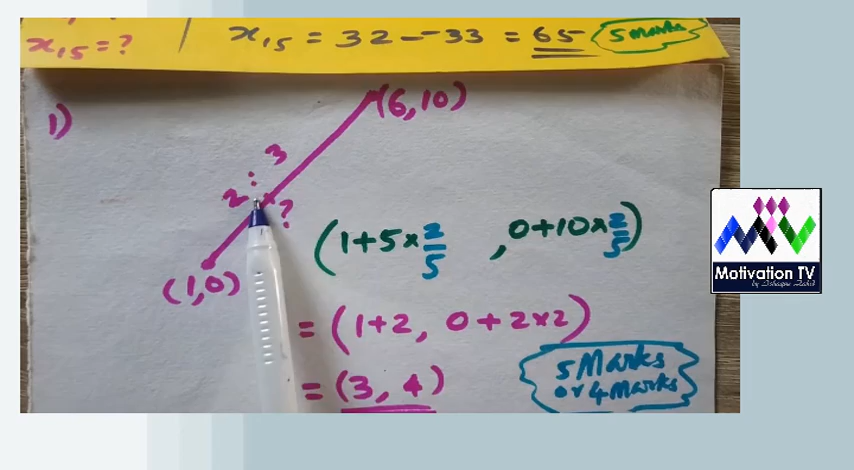 x₁₅ = ?
x₁₅ = 32 - -33 = 65
5 marks
1)
(6,10)
2 : 3
?
(1,0)
(1+5×2/5 , 0+10×2/5)
= (1+2, 0+2×2)
= (3, 4)
5 Marks
or 4 Marks
Motivation TV